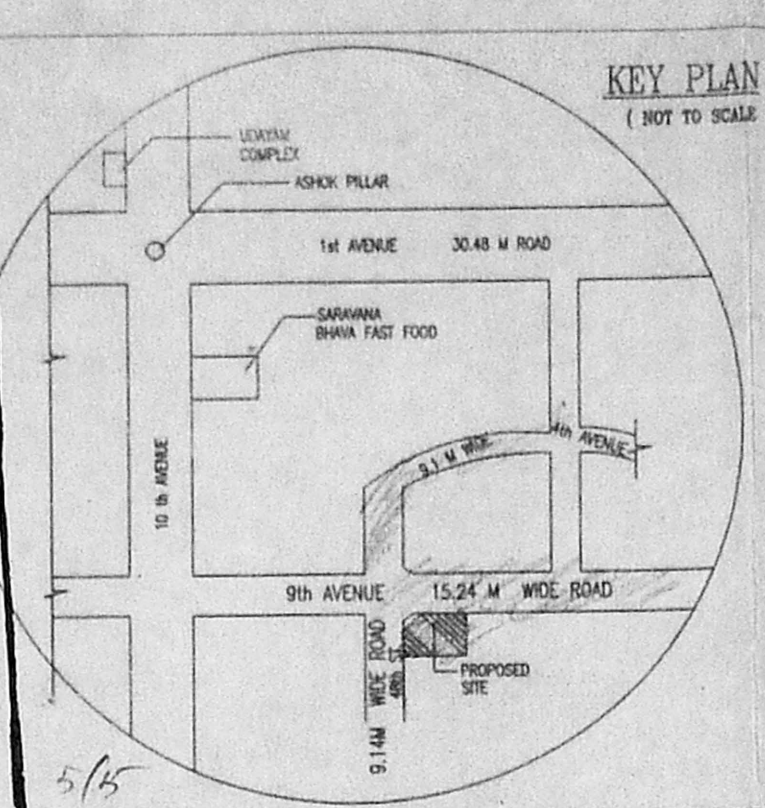 KEY PLAN
( NOT TO SCALE
UDAYAM
COMPLEX
ASHOK PILLAR
1st AVENUE 30.48 M ROAD
SARAVANA
BHAVA FAST FOOD
10 th AVENUE
9.1 M WIDE
4th AVENUE
9th AVENUE 15.24 M WIDE ROAD
9.14M WIDE ROAD
PROPOSED
SITE
5/5